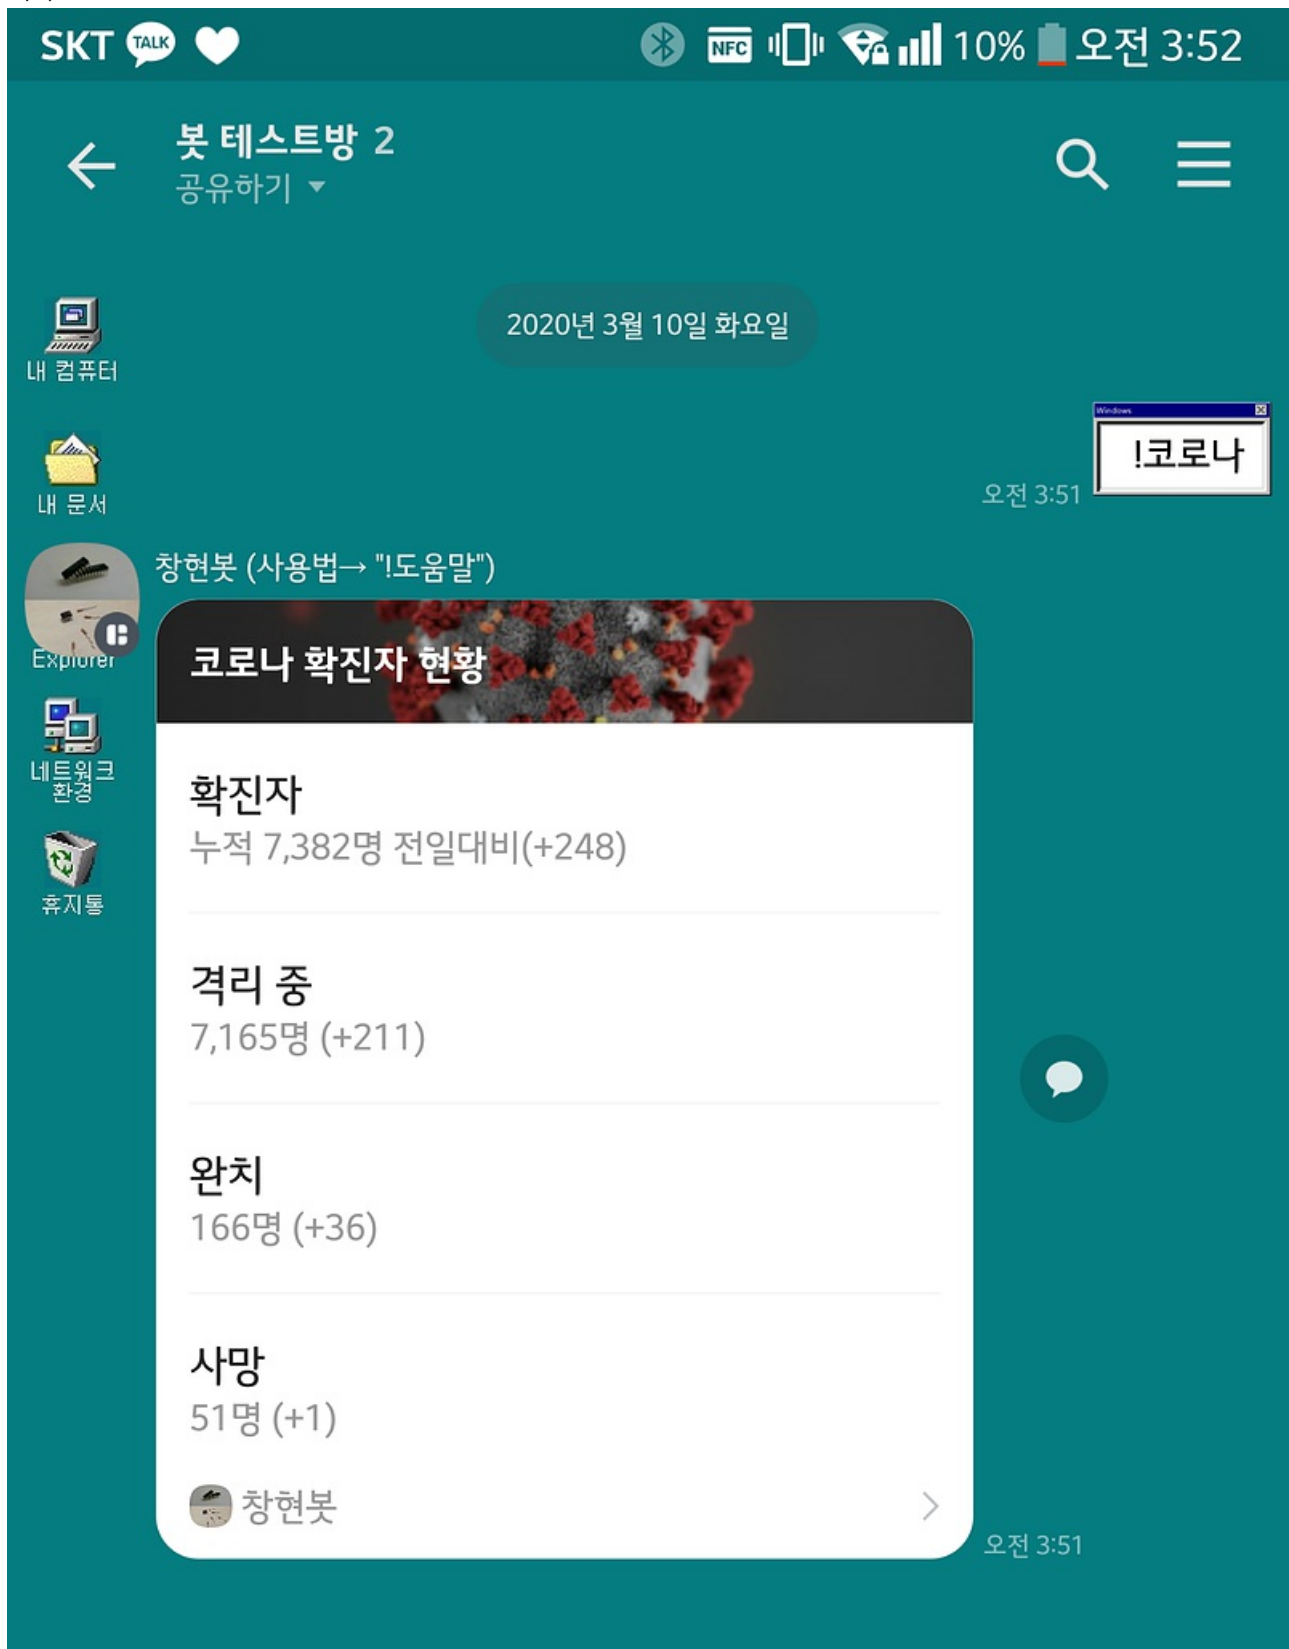 SKT TALK NFC 10% 오전 3:52
봇 테스트방 2
공유하기
2020년 3월 10일 화요일
내 컴퓨터
Windows
!코로나
오전 3:51
내 문서
창현봇 (사용법→ "!도움말")
Explorer
코로나 확진자 현황
네트워크
환경
확진자
누적 7,382명 전일대비(+248)
휴지통
격리 중
7,165명 (+211)
완치
166명 (+36)
사망
51명 (+1)
창현봇
오전 3:51